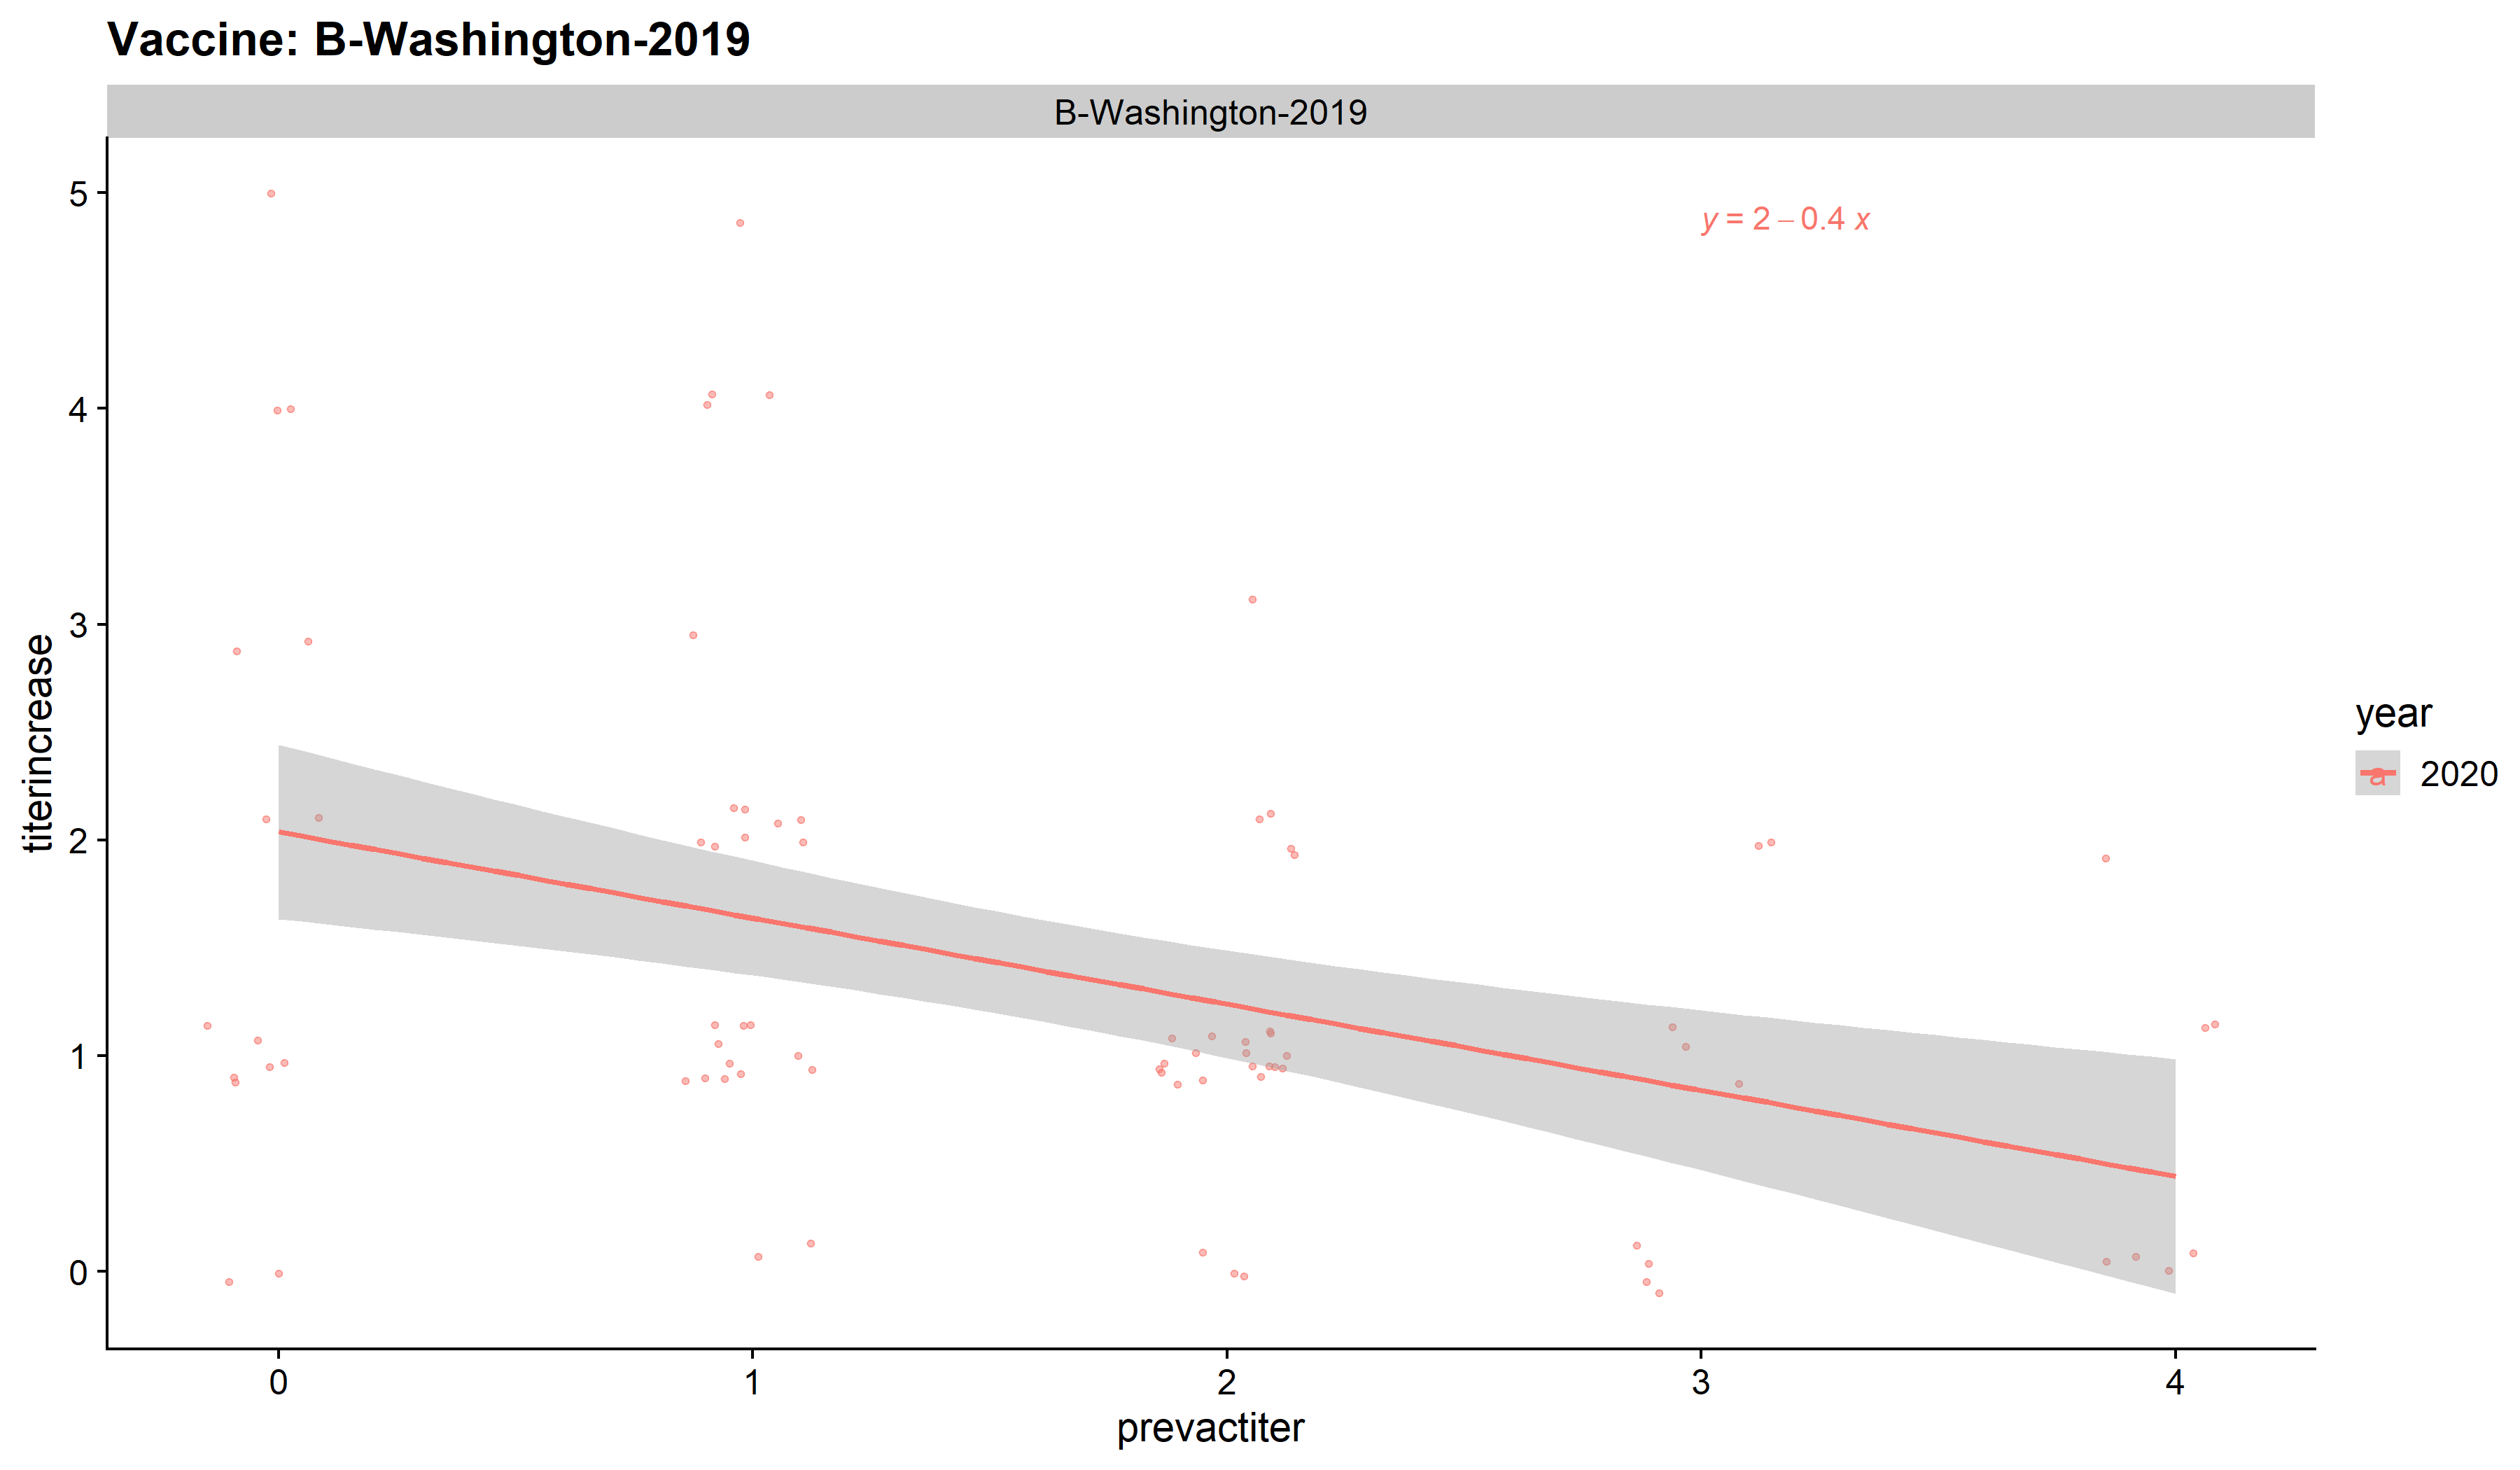 Vaccine: B-Washington-2019
B-Washington-2019
y = 2 – 0.4 x
5
4
3
2
1
0
titerincrease
0 1 2 3 4
prevactiter
year
a 2020